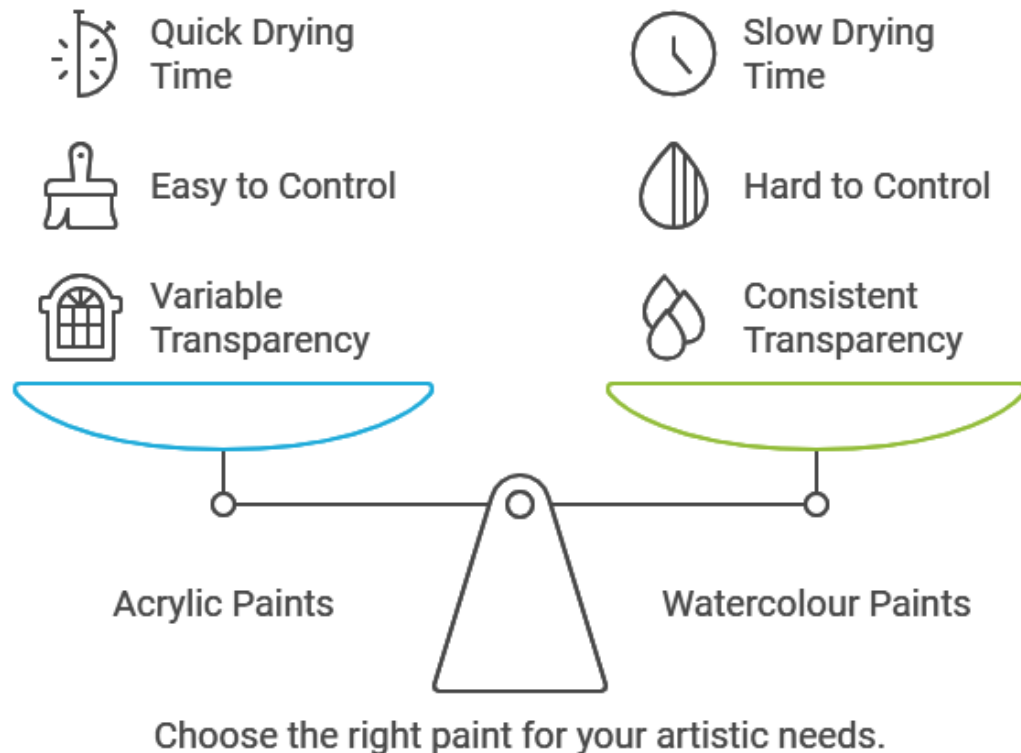 Quick Drying
Time
Easy to Control
Variable
Transparency
Slow Drying
Time
Hard to Control
Consistent
Transparency
Acrylic Paints
Watercolour Paints
Choose the right paint for your artistic needs.